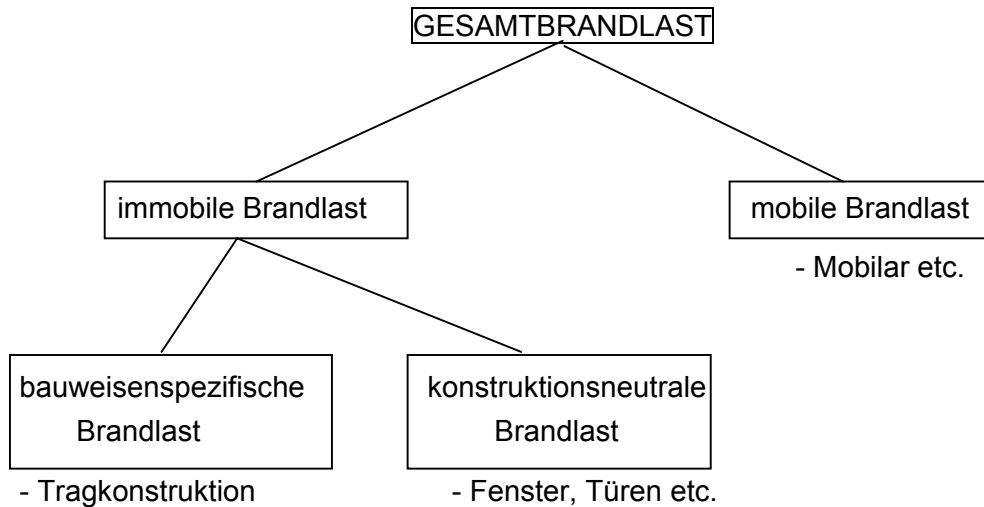 GESAMTBRANDLAST
immobile Brandlast
mobile Brandlast
- Mobilar etc.
bauweisenspezifische
Brandlast
konstruktionsneutrale
Brandlast
- Tragkonstruktion
- Fenster, Türen etc.